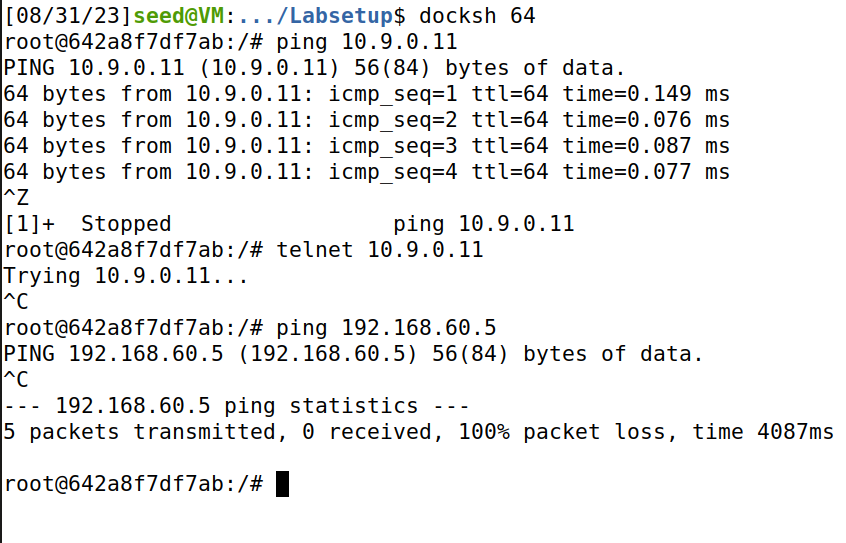 [08/31/23]seed@VM:.../Labsetup$ docksh 64
root@642a8f7df7ab:/# ping 10.9.0.11
PING 10.9.0.11 (10.9.0.11) 56(84) bytes of data.
64 bytes from 10.9.0.11: icmp_seq=1 ttl=64 time=0.149 ms
64 bytes from 10.9.0.11: icmp_seq=2 ttl=64 time=0.076 ms
64 bytes from 10.9.0.11: icmp_seq=3 ttl=64 time=0.087 ms
64 bytes from 10.9.0.11: icmp_seq=4 ttl=64 time=0.077 ms
^Z
[1]+  Stopped                 ping 10.9.0.11
root@642a8f7df7ab:/# telnet 10.9.0.11
Trying 10.9.0.11...
^C
root@642a8f7df7ab:/# ping 192.168.60.5
PING 192.168.60.5 (192.168.60.5) 56(84) bytes of data.
^C
--- 192.168.60.5 ping statistics ---
5 packets transmitted, 0 received, 100% packet loss, time 4087ms
root@642a8f7df7ab:/#